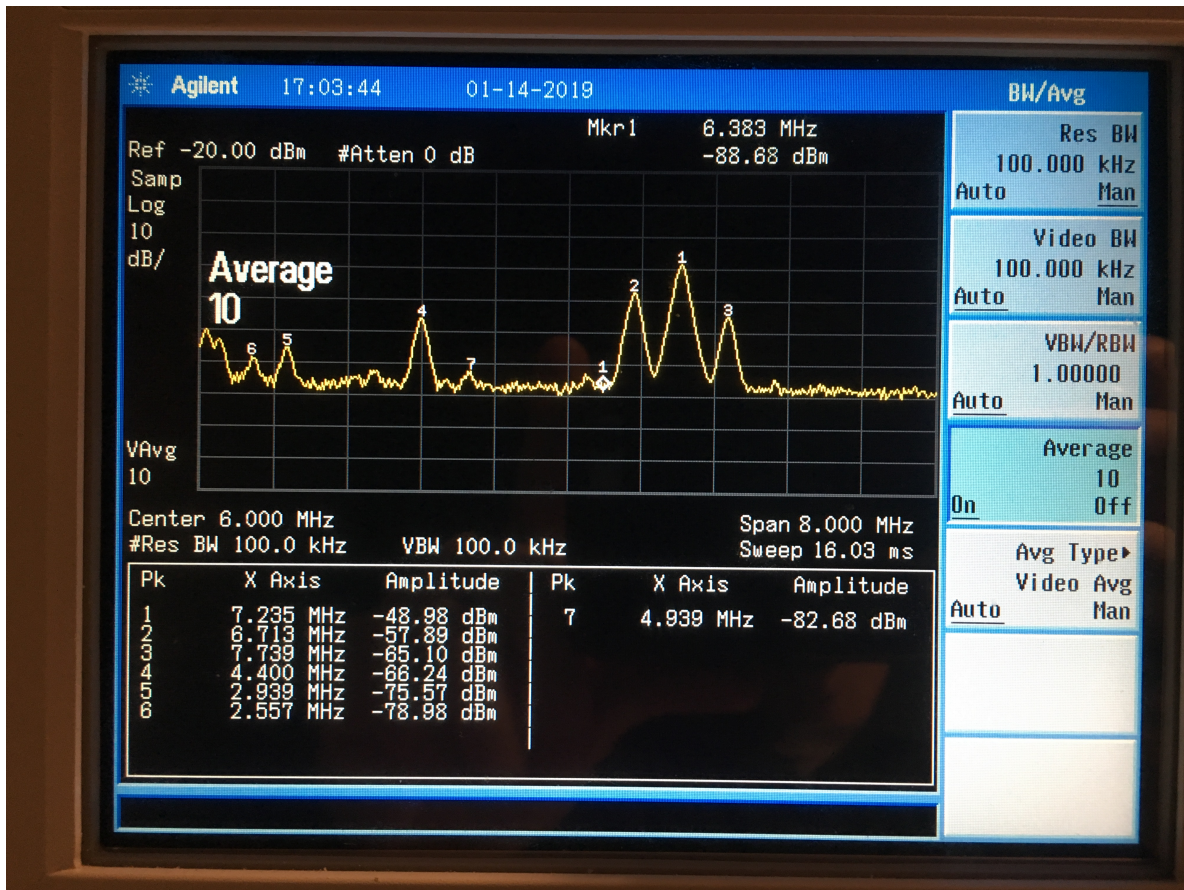 Agilent 17:03:44 01-14-2019
Mkr1 6.383 MHz
Ref -20.00 dBm #Atten 0 dB -88.68 dBm
Samp
Log
10
dB/
Average
10
1
2
3
4
5
6
7
1
VAvg
10
Center 6.000 MHz Span 8.000 MHz
#Res BW 100.0 kHz VBW 100.0 kHz Sweep 16.03 ms
Pk X Axis Amplitude Pk X Axis Amplitude
1 7.235 MHz -48.98 dBm 7 4.939 MHz -82.68 dBm
2 6.713 MHz -57.89 dBm
3 7.739 MHz -65.10 dBm
4 4.400 MHz -66.24 dBm
5 2.939 MHz -75.57 dBm
6 2.557 MHz -78.98 dBm
BW/Avg
Res BW
100.000 kHz
Auto Man
Video BW
100.000 kHz
Auto Man
VBW/RBW
1.00000
Auto Man
Average
10
On Off
Avg Type▸
Video Avg
Auto Man